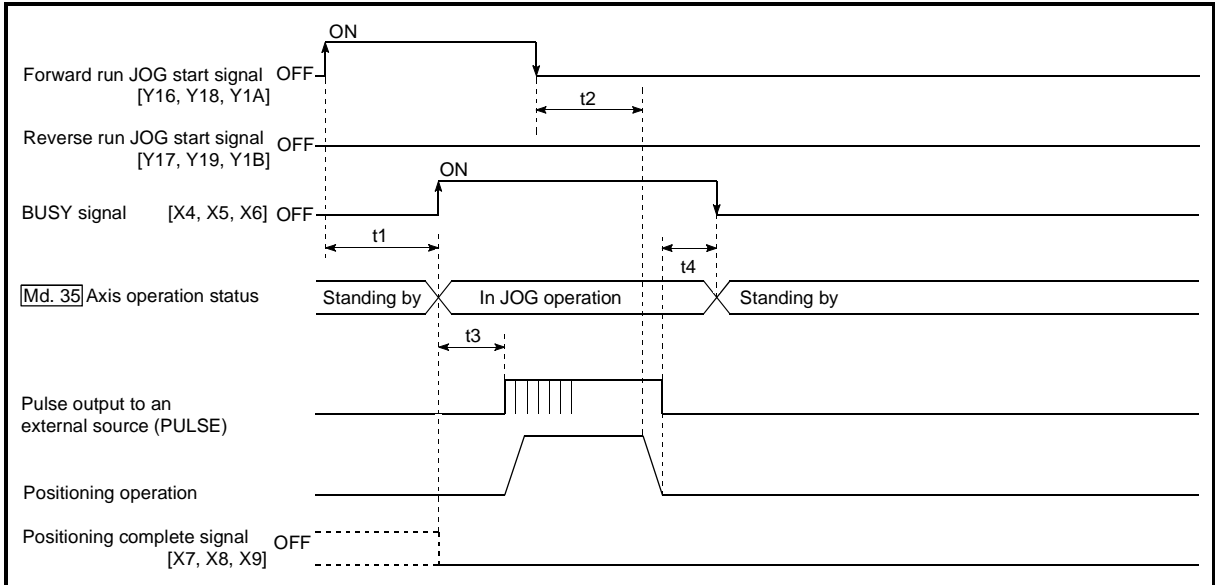 ON
Forward run JOG start signal OFF
[Y16, Y18, Y1A]
t2
Reverse run JOG start signal OFF
[Y17, Y19, Y1B]
ON
BUSY signal [X4, X5, X6] OFF
t1
t4
Md. 35 Axis operation status Standing by In JOG operation Standing by
t3
Pulse output to an
external source (PULSE)
Positioning operation
Positioning complete signal OFF
[X7, X8, X9]